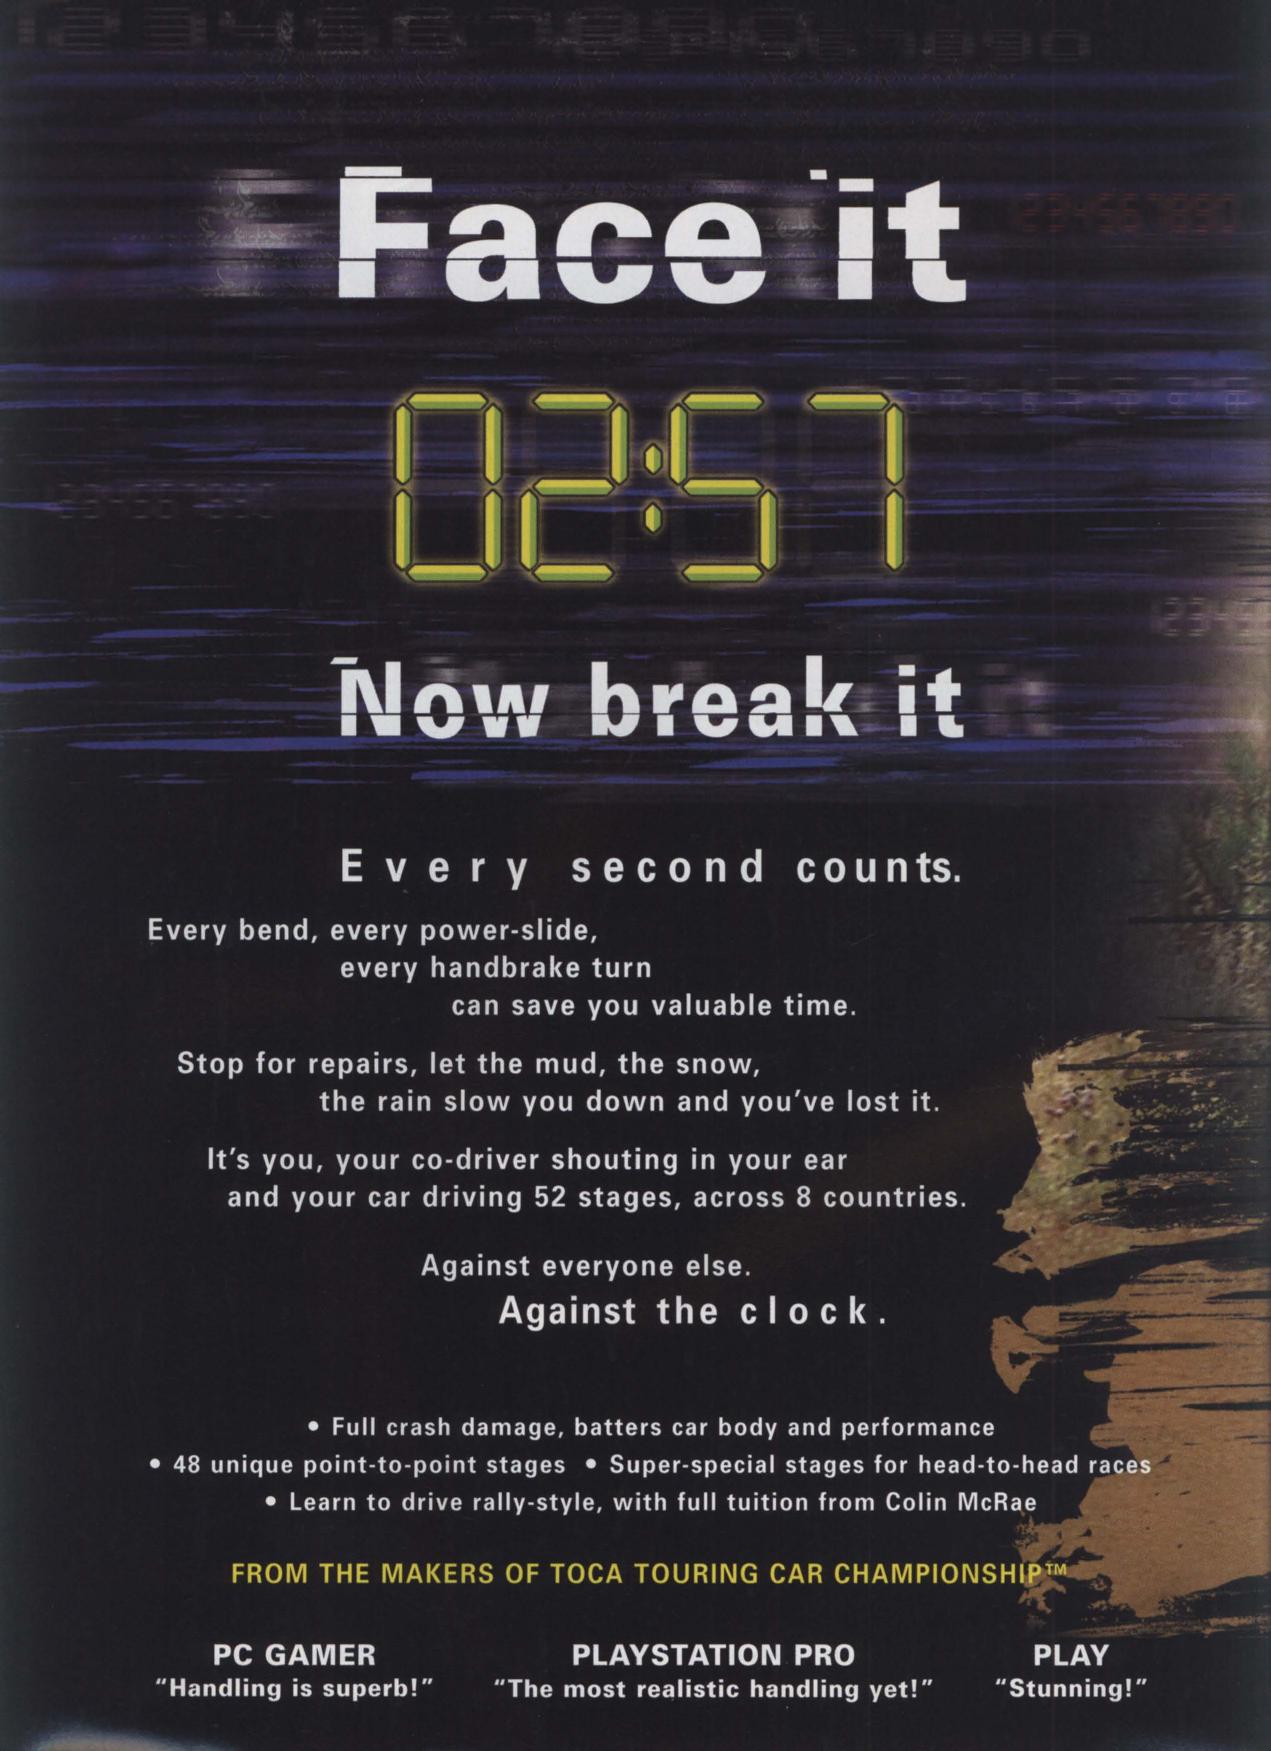 Face it
02:57
Now break it
Every second counts.
Every bend, every power-slide,
every handbrake turn
can save you valuable time.
Stop for repairs, let the mud, the snow,
the rain slow you down and you've lost it.
It's you, your co-driver shouting in your ear
and your car driving 52 stages, across 8 countries.
Against everyone else.
Against the clock.
• Full crash damage, batters car body and performance
• 48 unique point-to-point stages • Super-special stages for head-to-head races
• Learn to drive rally-style, with full tuition from Colin McRae
FROM THE MAKERS OF TOCA TOURING CAR CHAMPIONSHIP™
PC GAMER PLAYSTATION PRO PLAY
“Handling is superb!” “The most realistic handling yet!” “Stunning!”